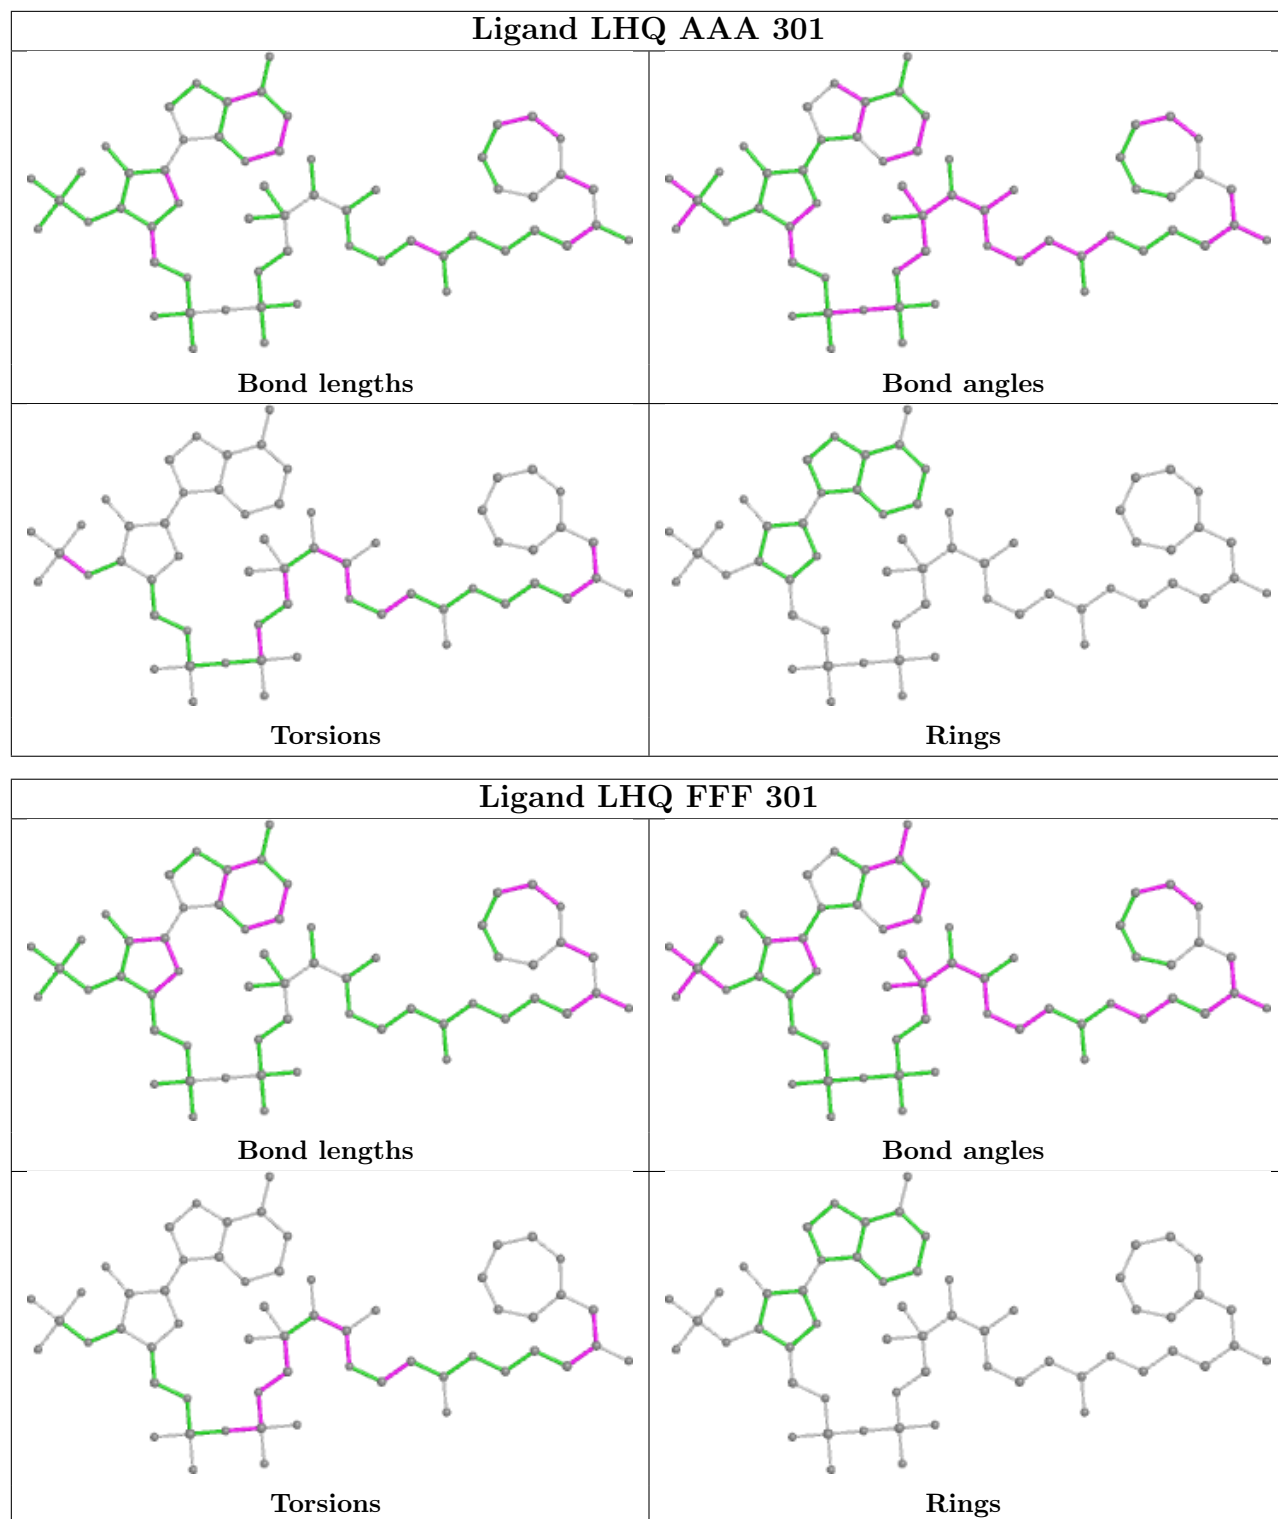 Ligand LHQ AAA 301
Bond lengths
Bond angles
Torsions
Rings
Ligand LHQ FFF 301
Bond lengths
Bond angles
Torsions
Rings